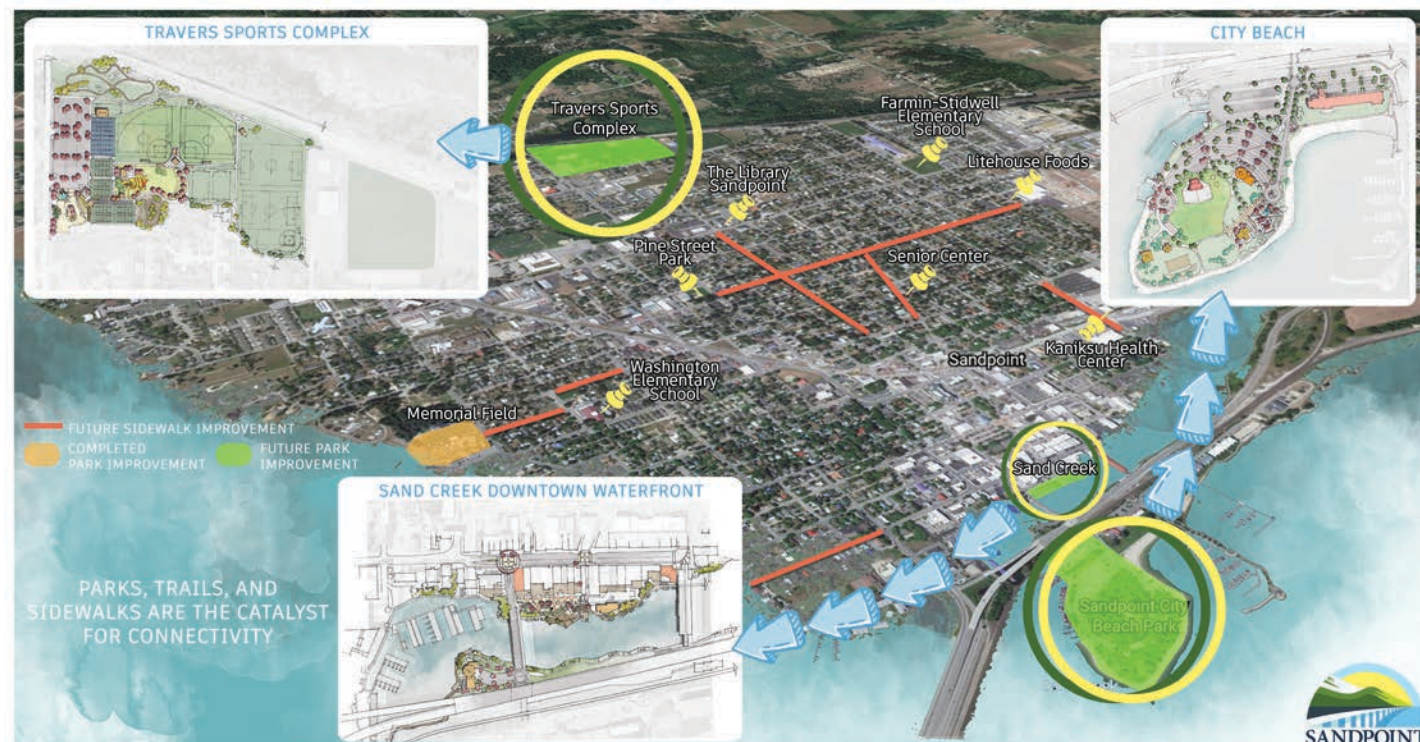 TRAVERS SPORTS COMPLEX
CITY BEACH
Travers Sports
Complex
Farmin-Stidwell
Elementary
School
Litehouse Foods
The Library
Sandpoint
Pine Street
Park
Senior Center
Sandpoint
Kaniksu Health
Center
Washington
Elementary
School
Memorial Field
FUTURE SIDEWALK IMPROVEMENT
COMPLETED
PARK IMPROVEMENT
FUTURE PARK
IMPROVEMENT
Sand Creek
SAND CREEK DOWNTOWN WATERFRONT
Sandpoint City
Beach Park
PARKS, TRAILS, AND
SIDEWALKS ARE THE CATALYST
FOR CONNECTIVITY
SANDPOINT